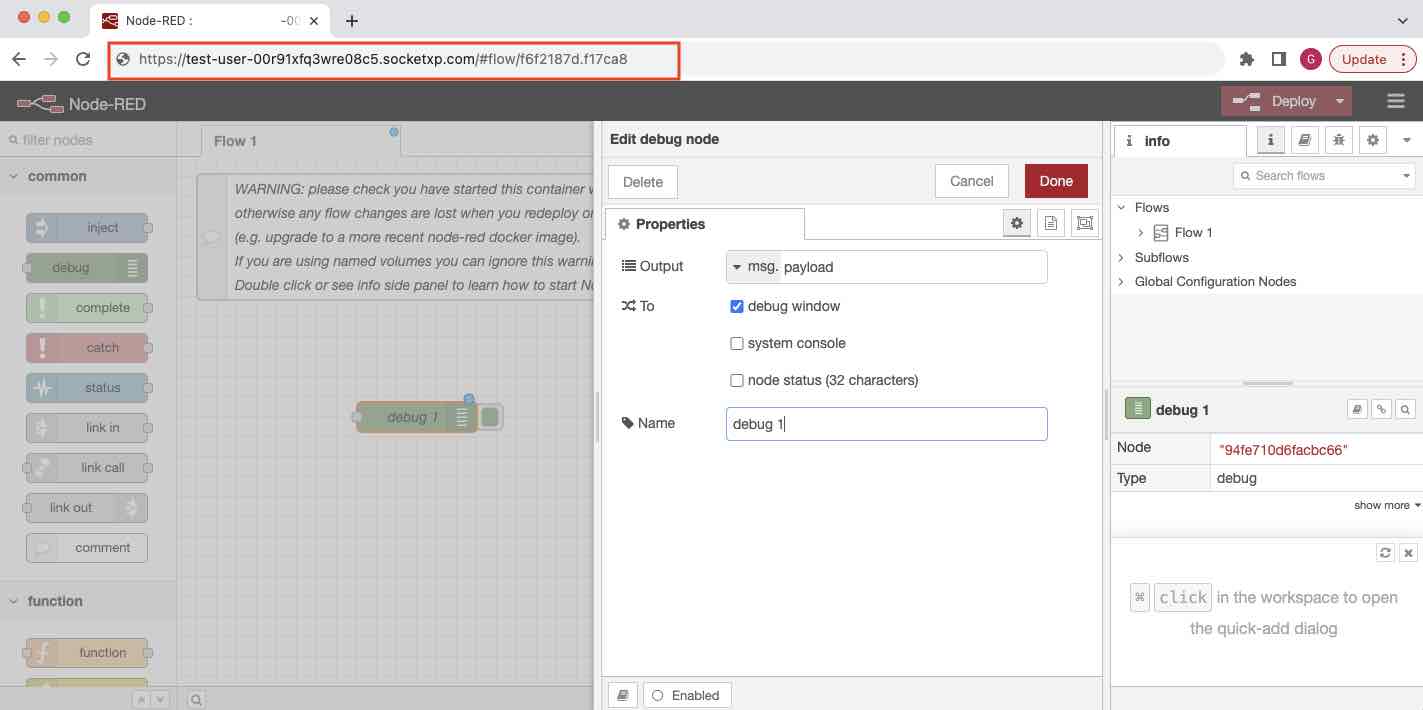 Node-RED : -00
https://test-user-00r91xfq3wre08c5.socketxp.com/#flow/f6f2187d.f17ca8
G
Update
Node-RED
Deploy
filter nodes
common
inject
debug
complete
catch
status
link in
link call
link out
comment
function
function
Flow 1
WARNING: please check you have started this container
otherwise any flow changes are lost when you redeploy or
(e.g. upgrade to a more recent node-red docker image).
If you are using named volumes you can ignore this
Double click or see info side panel to learn how to start
debug 1
Edit debug node
Delete
Cancel
Done
Properties
Output
msg. payload
To
debug window
system console
node status (32 characters)
Name
debug 1
Enabled
i info
i
Search flows
Flows
Flow 1
Subflows
Global Configuration Nodes
debug 1
Node "94fe710d6facbc66"
Type debug
show more
⌘ click in the workspace to open
the quick-add dialog